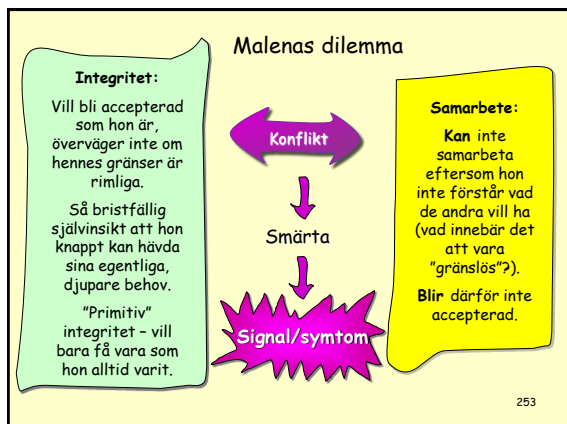 Malenas dilemma
Integritet:
Vill bli accepterad
som hon är,
överväger inte om
hennes gränser är
rimliga.
Så bristfällig
självinsikt att hon
knappt kan hävda
sina egentliga,
djupare behov.
”Primitiv”
integritet – vill
bara få vara som
hon alltid varit.
Konflikt
Smärta
Signal/symtom
Samarbete:
Kan inte
samarbeta
eftersom hon
inte förstår vad
de andra vill ha
(vad innebär det
att vara
”gränslös”?).
Blir därför inte
accepterad.
253